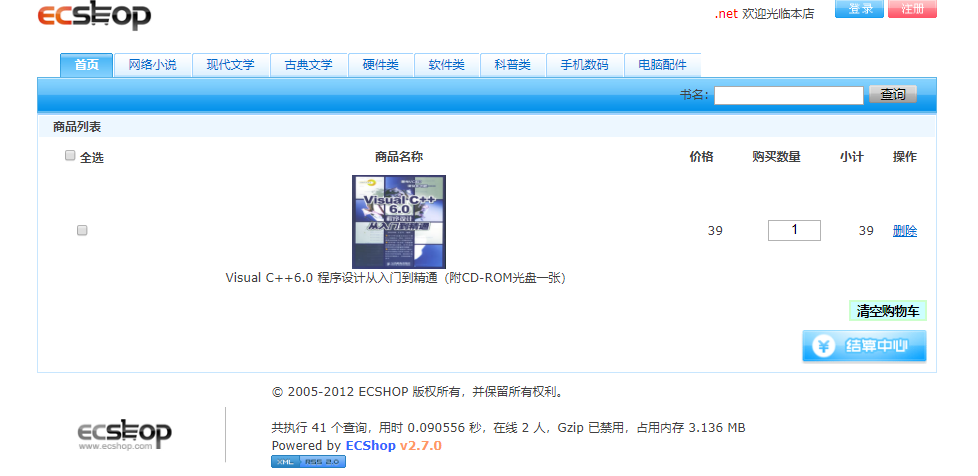 ECSHOP
.net 欢迎光临本店
登录 注册
首页 网络小说 现代文学 古典文学 硬件类 软件类 科普类 手机数码 电脑配件
书名: 查询
商品列表
全选 商品名称 价格 购买数量 小计 操作
Visual C++
6.0
程序设计
从入门到精通
39 1 39 删除
Visual C++6.0 程序设计从入门到精通（附CD-ROM光盘一张）
清空购物车
¥ 结算中心
© 2005-2012 ECSHOP 版权所有，并保留所有权利。
ECSHOP
www.ecshop.com
共执行 41 个查询，用时 0.090556 秒，在线 2 人，Gzip 已禁用，占用内存 3.136 MB
Powered by ECShop v2.7.0
XML RSS 2.0